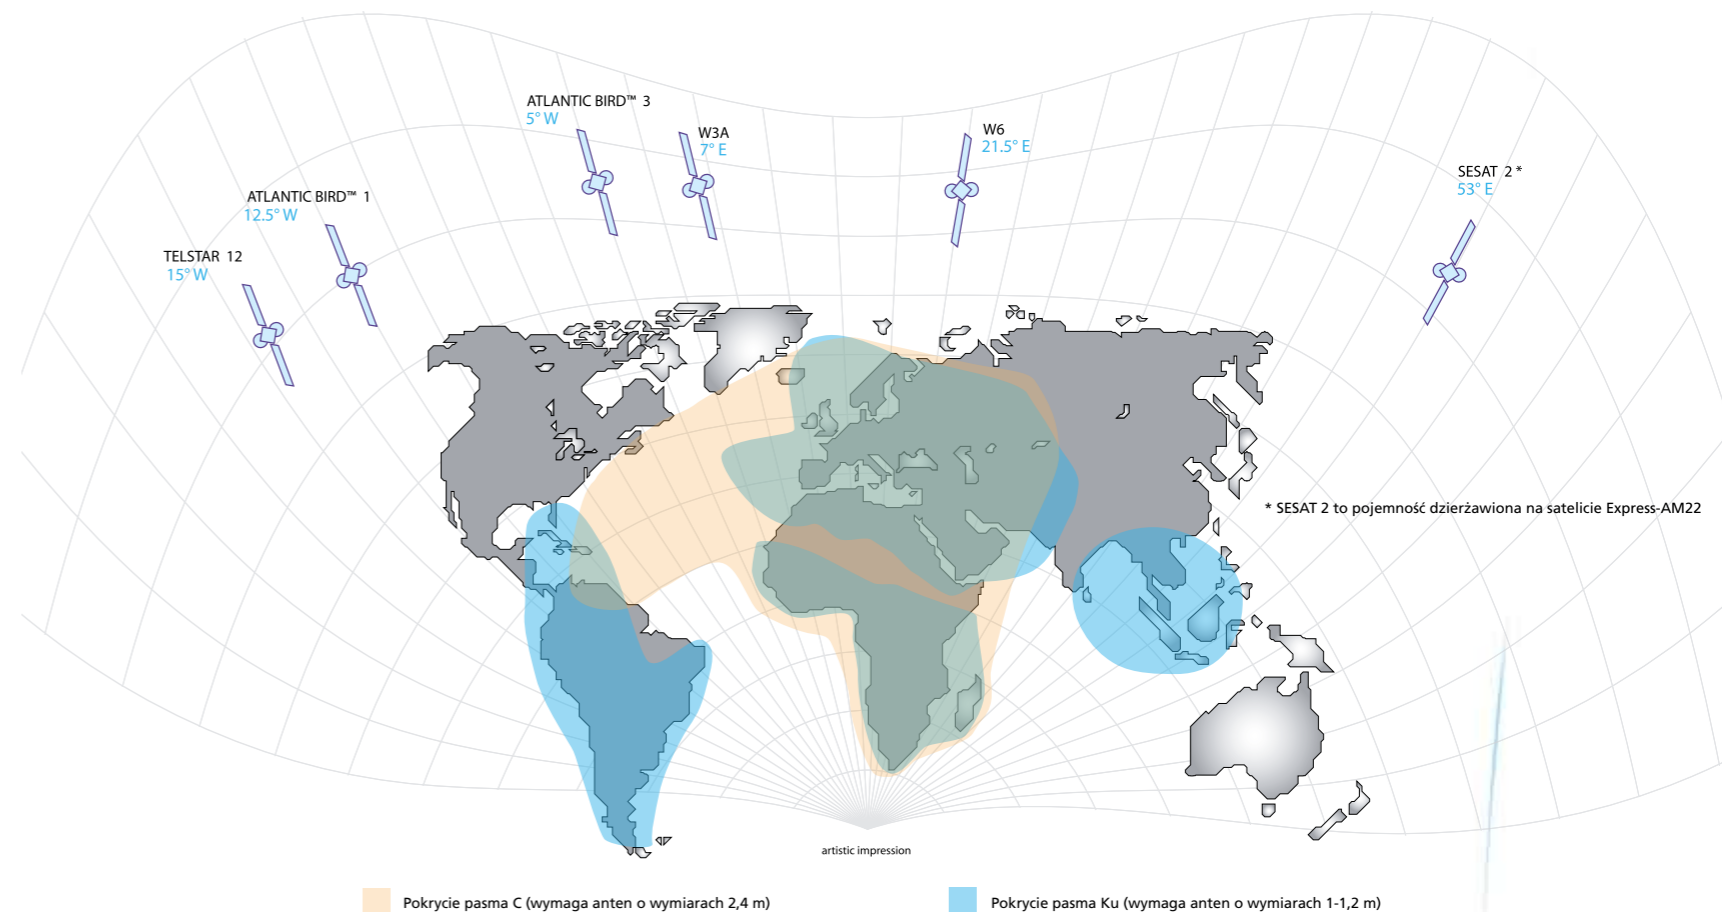 ATLANTIC BIRD™ 3
5° W
W3A
7° E
W6
21.5° E
SESAT 2 *
53° E
ATLANTIC BIRD™ 1
12.5° W
TELSTAR 12
15° W
* SESAT 2 to pojemność dzierżawiona na satelicie Express-AM22
artistic impression
Pokrycie pasma C (wymaga anten o wymiarach 2,4 m)
Pokrycie pasma Ku (wymaga anten o wymiarach 1-1,2 m)